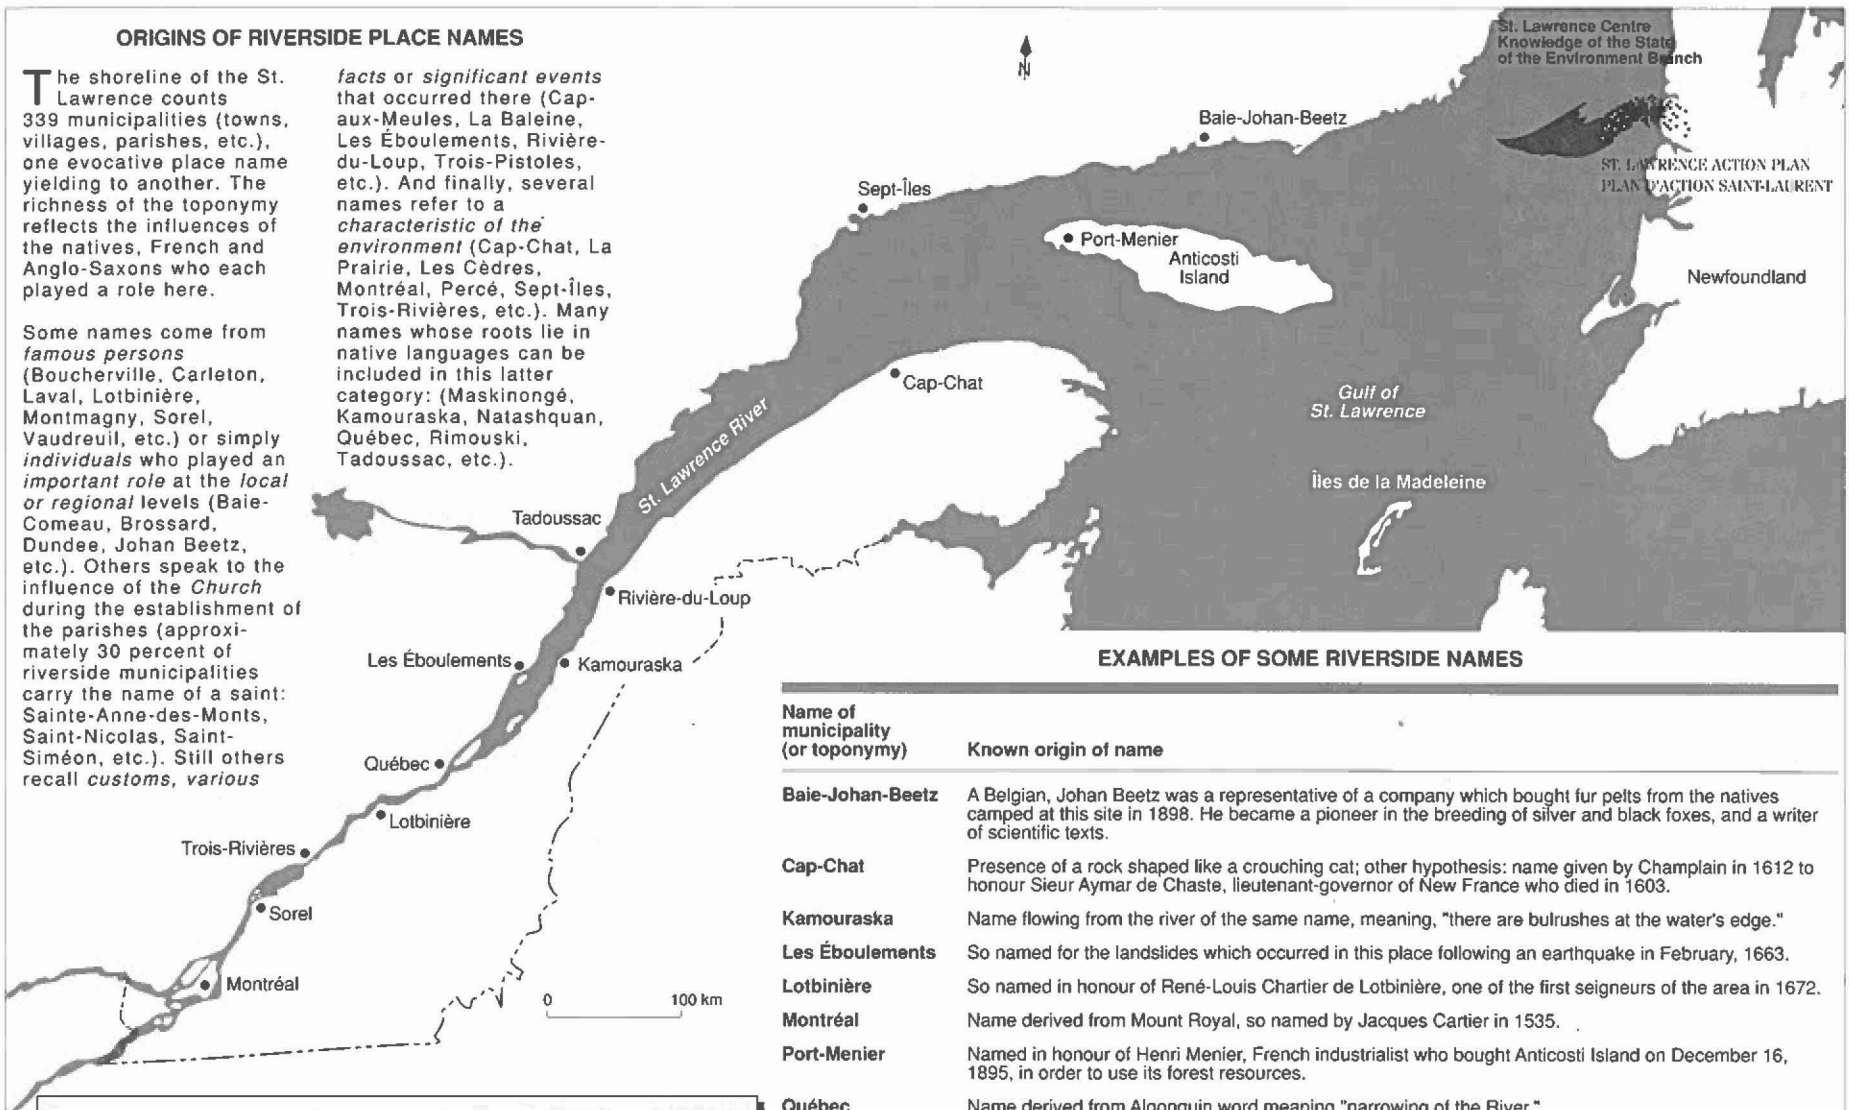 ORIGINS OF RIVERSIDE PLACE NAMES
The shoreline of the St.
Lawrence counts
339 municipalities (towns,
villages, parishes, etc.),
one evocative place name
yielding to another. The
richness of the toponymy
reflects the influences of
the natives, French and
Anglo-Saxons who each
played a role here.
Some names come from
famous persons
(Boucherville, Carleton,
Laval, Lotbinière,
Montmagny, Sorel,
Vaudreuil, etc.) or simply
individuals who played an
important role at the local
or regional levels (Baie-
Comeau, Brossard,
Dundee, Johan Beetz,
etc.). Others speak to the
influence of the Church
during the establishment of
the parishes (approxi-
mately 30 percent of
riverside municipalities
carry the name of a saint:
Sainte-Anne-des-Monts,
Saint-Nicolas, Saint-
Siméon, etc.). Still others
recall customs, various
facts or significant events
that occurred there (Cap-
aux-Meules, La Baleine,
Les Éboulements, Rivière-
du-Loup, Trois-Pistoles,
etc.). And finally, several
names refer to a
characteristic of the
environment (Cap-Chat, La
Prairie, Les Cèdres,
Montréal, Percé, Sept-Îles,
Trois-Rivières, etc.). Many
names whose roots lie in
native languages can be
included in this latter
category: (Maskinongé,
Kamouraska, Natashquan,
Québec, Rimouski,
Tadoussac, etc.).
N
St. Lawrence Centre
Knowledge of the State
of the Environment Branch
ST. LAWRENCE ACTION PLAN
PLAN D'ACTION SAINT-LAURENT
Baie-Johan-Beetz
Sept-Îles
Port-Menier
Anticosti
Island
Newfoundland
Cap-Chat
Gulf of
St. Lawrence
St. Lawrence River
Îles de la Madeleine
Tadoussac
Rivière-du-Loup
Les Éboulements
Kamouraska
Québec
Lotbinière
Trois-Rivières
Sorel
Montréal
0 100 km
EXAMPLES OF SOME RIVERSIDE NAMES
Name of
municipality
(or toponymy) Known origin of name
Baie-Johan-Beetz A Belgian, Johan Beetz was a representative of a company which bought fur pelts from the natives
camped at this site in 1898. He became a pioneer in the breeding of silver and black foxes, and a writer
of scientific texts.
Cap-Chat Presence of a rock shaped like a crouching cat; other hypothesis: name given by Champlain in 1612 to
honour Sieur Aymar de Chaste, lieutenant-governor of New France who died in 1603.
Kamouraska Name flowing from the river of the same name, meaning, "there are bulrushes at the water's edge."
Les Éboulements So named for the landslides which occurred in this place following an earthquake in February, 1663.
Lotbinière So named in honour of René-Louis Chartier de Lotbinière, one of the first seigneurs of the area in 1672.
Montréal Name derived from Mount Royal, so named by Jacques Cartier in 1535.
Port-Menier Named in honour of Henri Menier, French industrialist who bought Anticosti Island on December 16,
1895, in order to use its forest resources.
Québec Name derived from Algonquin word meaning "narrowing of the River."